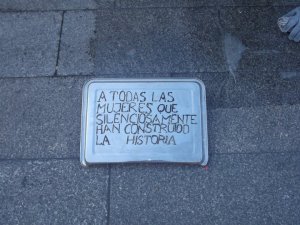 A TODAS LAS
MUJERES QUE
SILENCIOSAMENTE
HAN CONSTRUIDO
LA HISTORIA